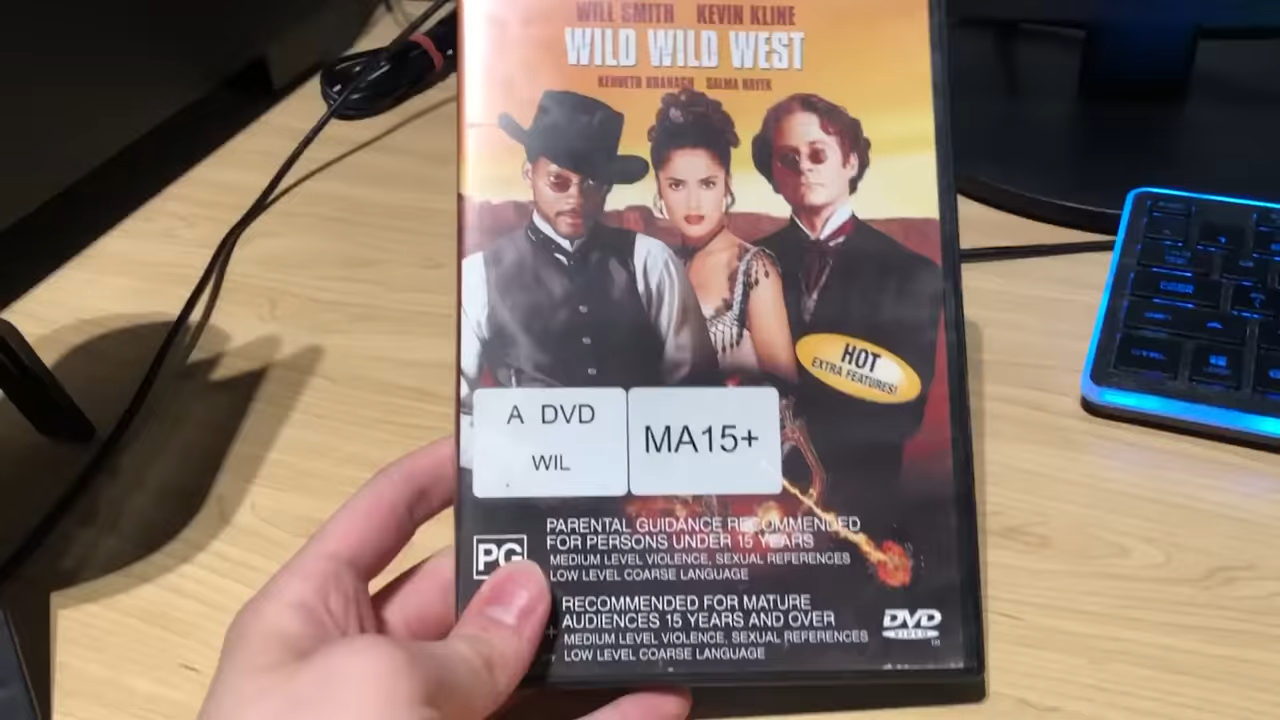 WILL SMITH KEVIN KLINE
WILD WILD WEST
KENNETH BRANAGH SALMA HAYEK
HOT
EXTRA FEATURES!
A DVD
WIL
MA15+
PARENTAL GUIDANCE RECOMMENDED
FOR PERSONS UNDER 15 YEARS
PG
MEDIUM LEVEL VIOLENCE, SEXUAL REFERENCES
LOW LEVEL COARSE LANGUAGE
RECOMMENDED FOR MATURE
AUDIENCES 15 YEARS AND OVER
MEDIUM LEVEL VIOLENCE, SEXUAL REFERENCES
LOW LEVEL COARSE LANGUAGE
DVD
VIDEO
TM
CTRL